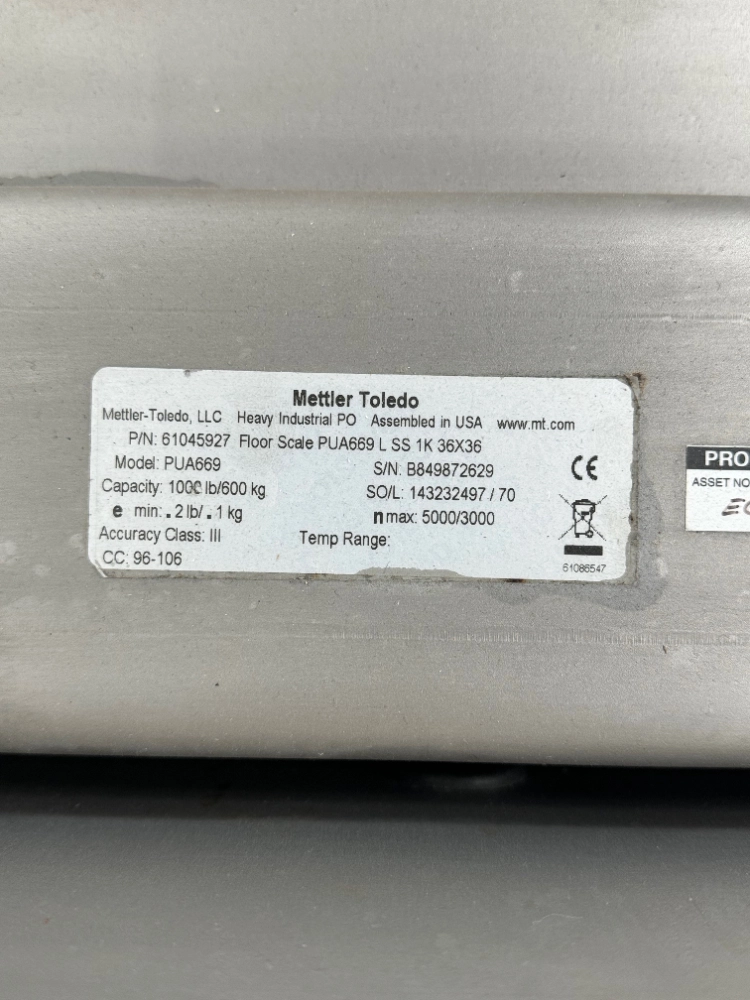 Mettler Toledo
Mettler-Toledo, LLC Heavy Industrial PO Assembled in USA www.mt.com
P/N: 61045927 Floor Scale PUA669 L SS 1K 36X36
Model: PUA669 S/N: B849872629 CE
Capacity: 1000 lb/600 kg SO/L: 143232497 / 70
e min: .2 lb/ .1 kg n max: 5000/3000
Accuracy Class: III Temp Range:
CC: 96-106
61086547
PRO
ASSET NO